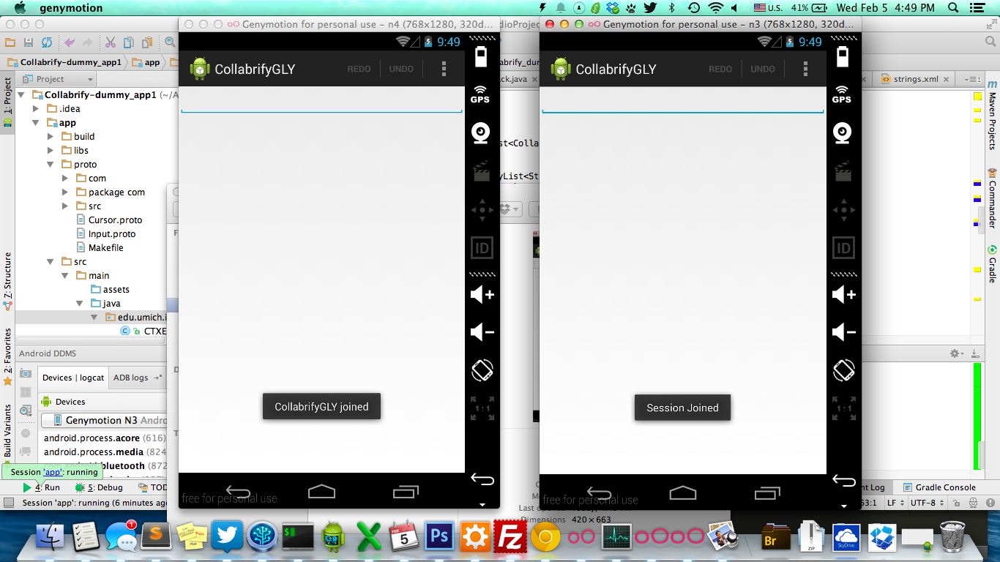 genymotion
U.S. 41% Wed Feb 5 4:49 PM
Genymotion for personal use – n4 (768x1280, 320d...
Genymotion for personal use – n3 (768x1280, 320d...
Collabrify-dummy_app1 app
Project
ck.java
strings.xml
1: Project
Collabrify-dummy_app1 (~/A
.idea
app
build
libs
proto
com
package com
src
Cursor.proto
Input.proto
Makefile
src
main
assets
java
edu.umich.i
CTXE
Z: Structure
2: Favorites
Build Variants
9:49
CollabrifyGLY
REDO
UNDO
GPS
ID
1:1
CollabrifyGLY joined
free for personal use
st<Colla
yList<St
9:49
CollabrifyGLY
REDO
UNDO
GPS
ID
1:1
Session Joined
free for personal use
Maven Projects
Commander
Gradle
Android DDMS
Devices | logcat
ADB logs
Devices
Genymotion N3 Andro
android.process.acore (616)
android.process.media (824
Session 'app': running
4: Run
5: Debug
TOD
nt Log
Gradle Console
Session 'app': running (6 minutes ago
63:1 LF UTF-8
Dimensions 420 × 663
1
5
Ps
Fz
Br
ZIP
SkyDrive